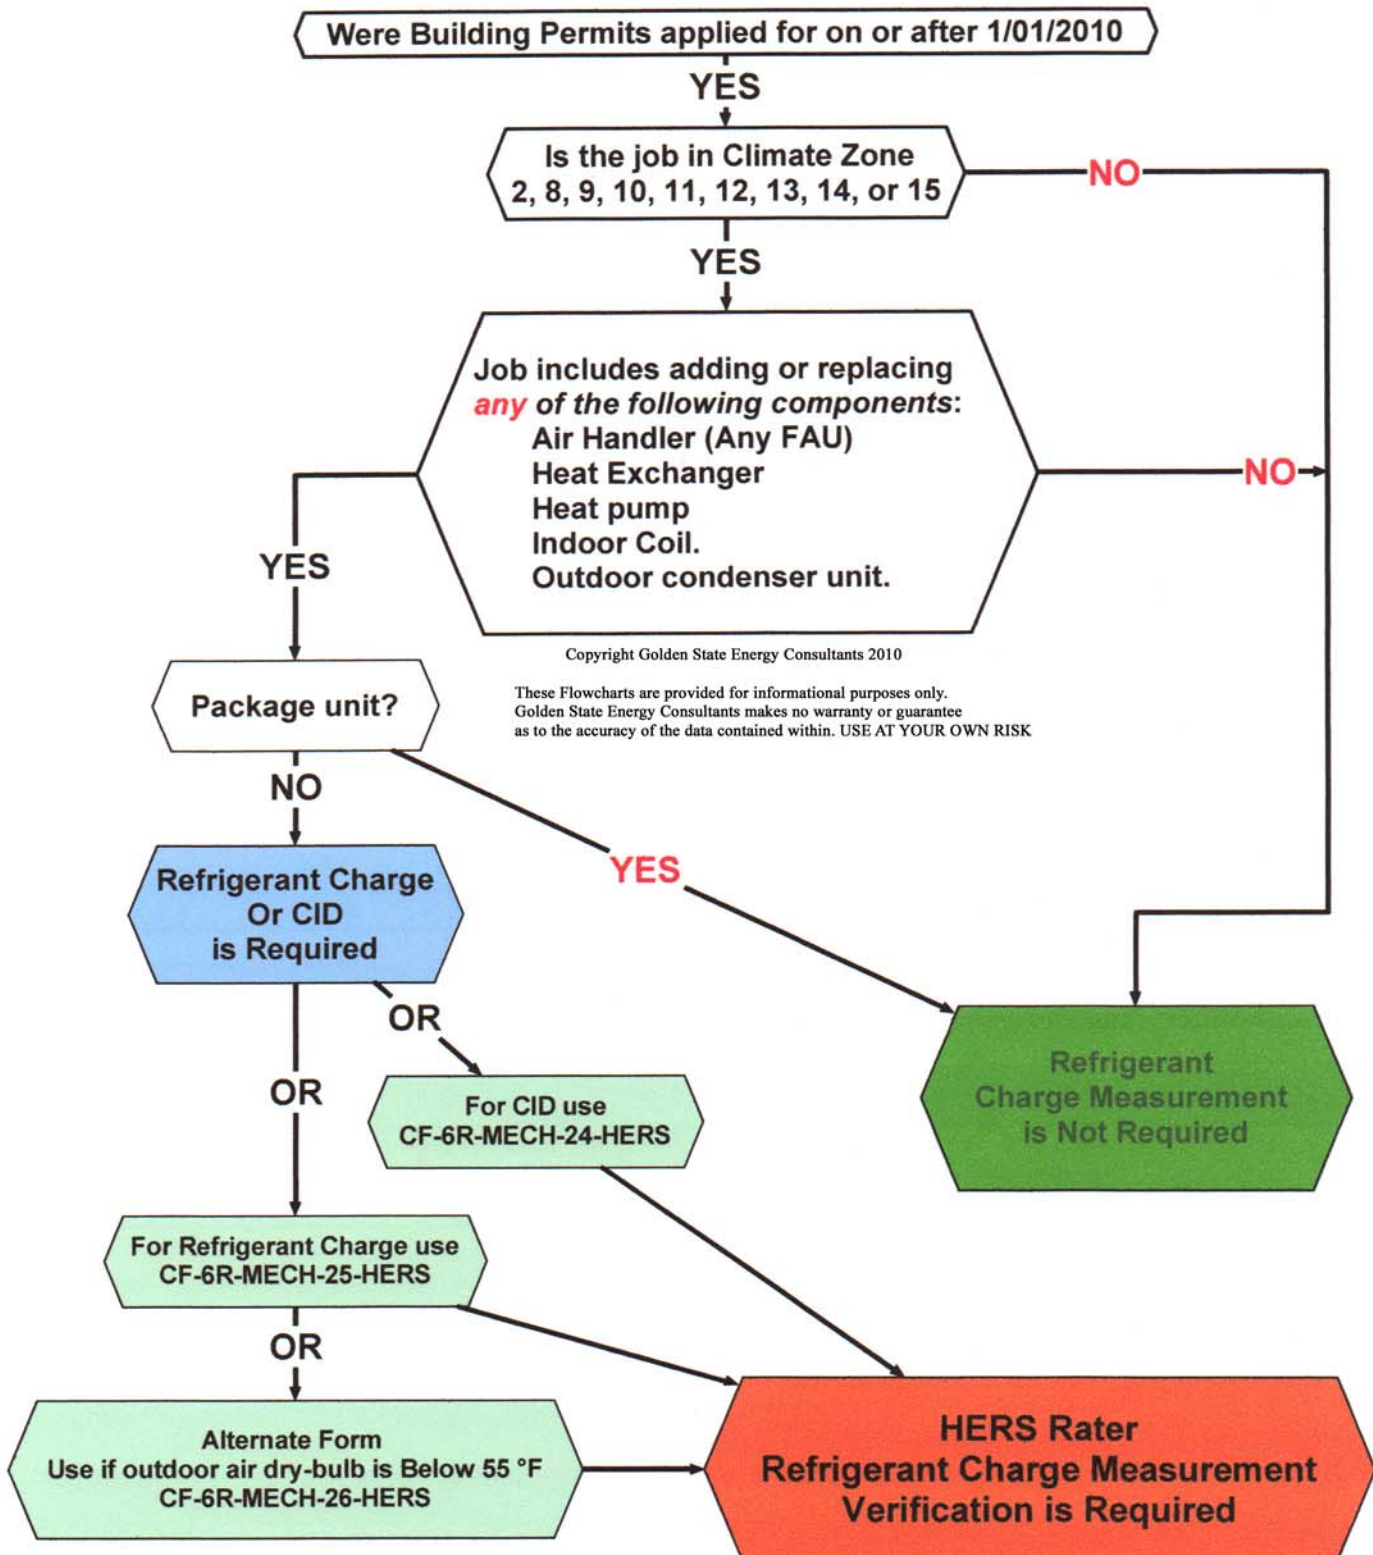 Were Building Permits applied for on or after 1/01/2010
YES
Is the job in Climate Zone
2, 8, 9, 10, 11, 12, 13, 14, or 15
NO
YES
Job includes adding or replacing
any of the following components:
Air Handler (Any FAU)
Heat Exchanger
Heat pump
Indoor Coil.
Outdoor condenser unit.
NO
YES
Copyright Golden State Energy Consultants 2010
These Flowcharts are provided for informational purposes only.
Golden State Energy Consultants makes no warranty or guarantee
as to the accuracy of the data contained within. USE AT YOUR OWN RISK
Package unit?
NO
YES
Refrigerant Charge
Or CID
is Required
OR
OR
For CID use
CF-6R-MECH-24-HERS
Refrigerant
Charge Measurement
is Not Required
For Refrigerant Charge use
CF-6R-MECH-25-HERS
OR
Alternate Form
Use if outdoor air dry-bulb is Below 55 °F
CF-6R-MECH-26-HERS
HERS Rater
Refrigerant Charge Measurement
Verification is Required